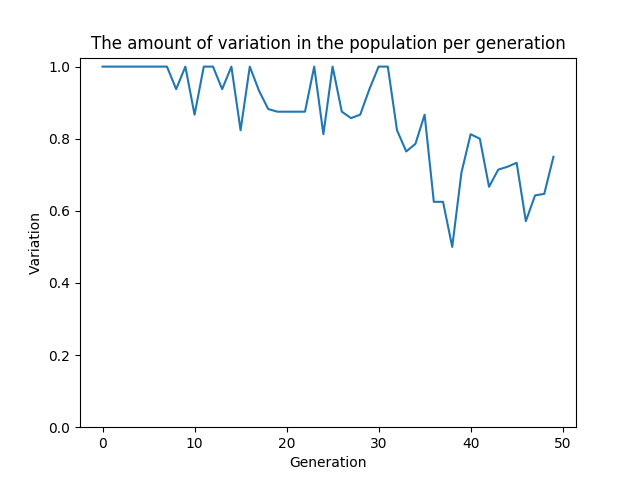 The amount of variation in the population per generation
1.0
0.8
0.6
0.4
0.2
0.0
Variation
0 10 20 30 40 50
Generation